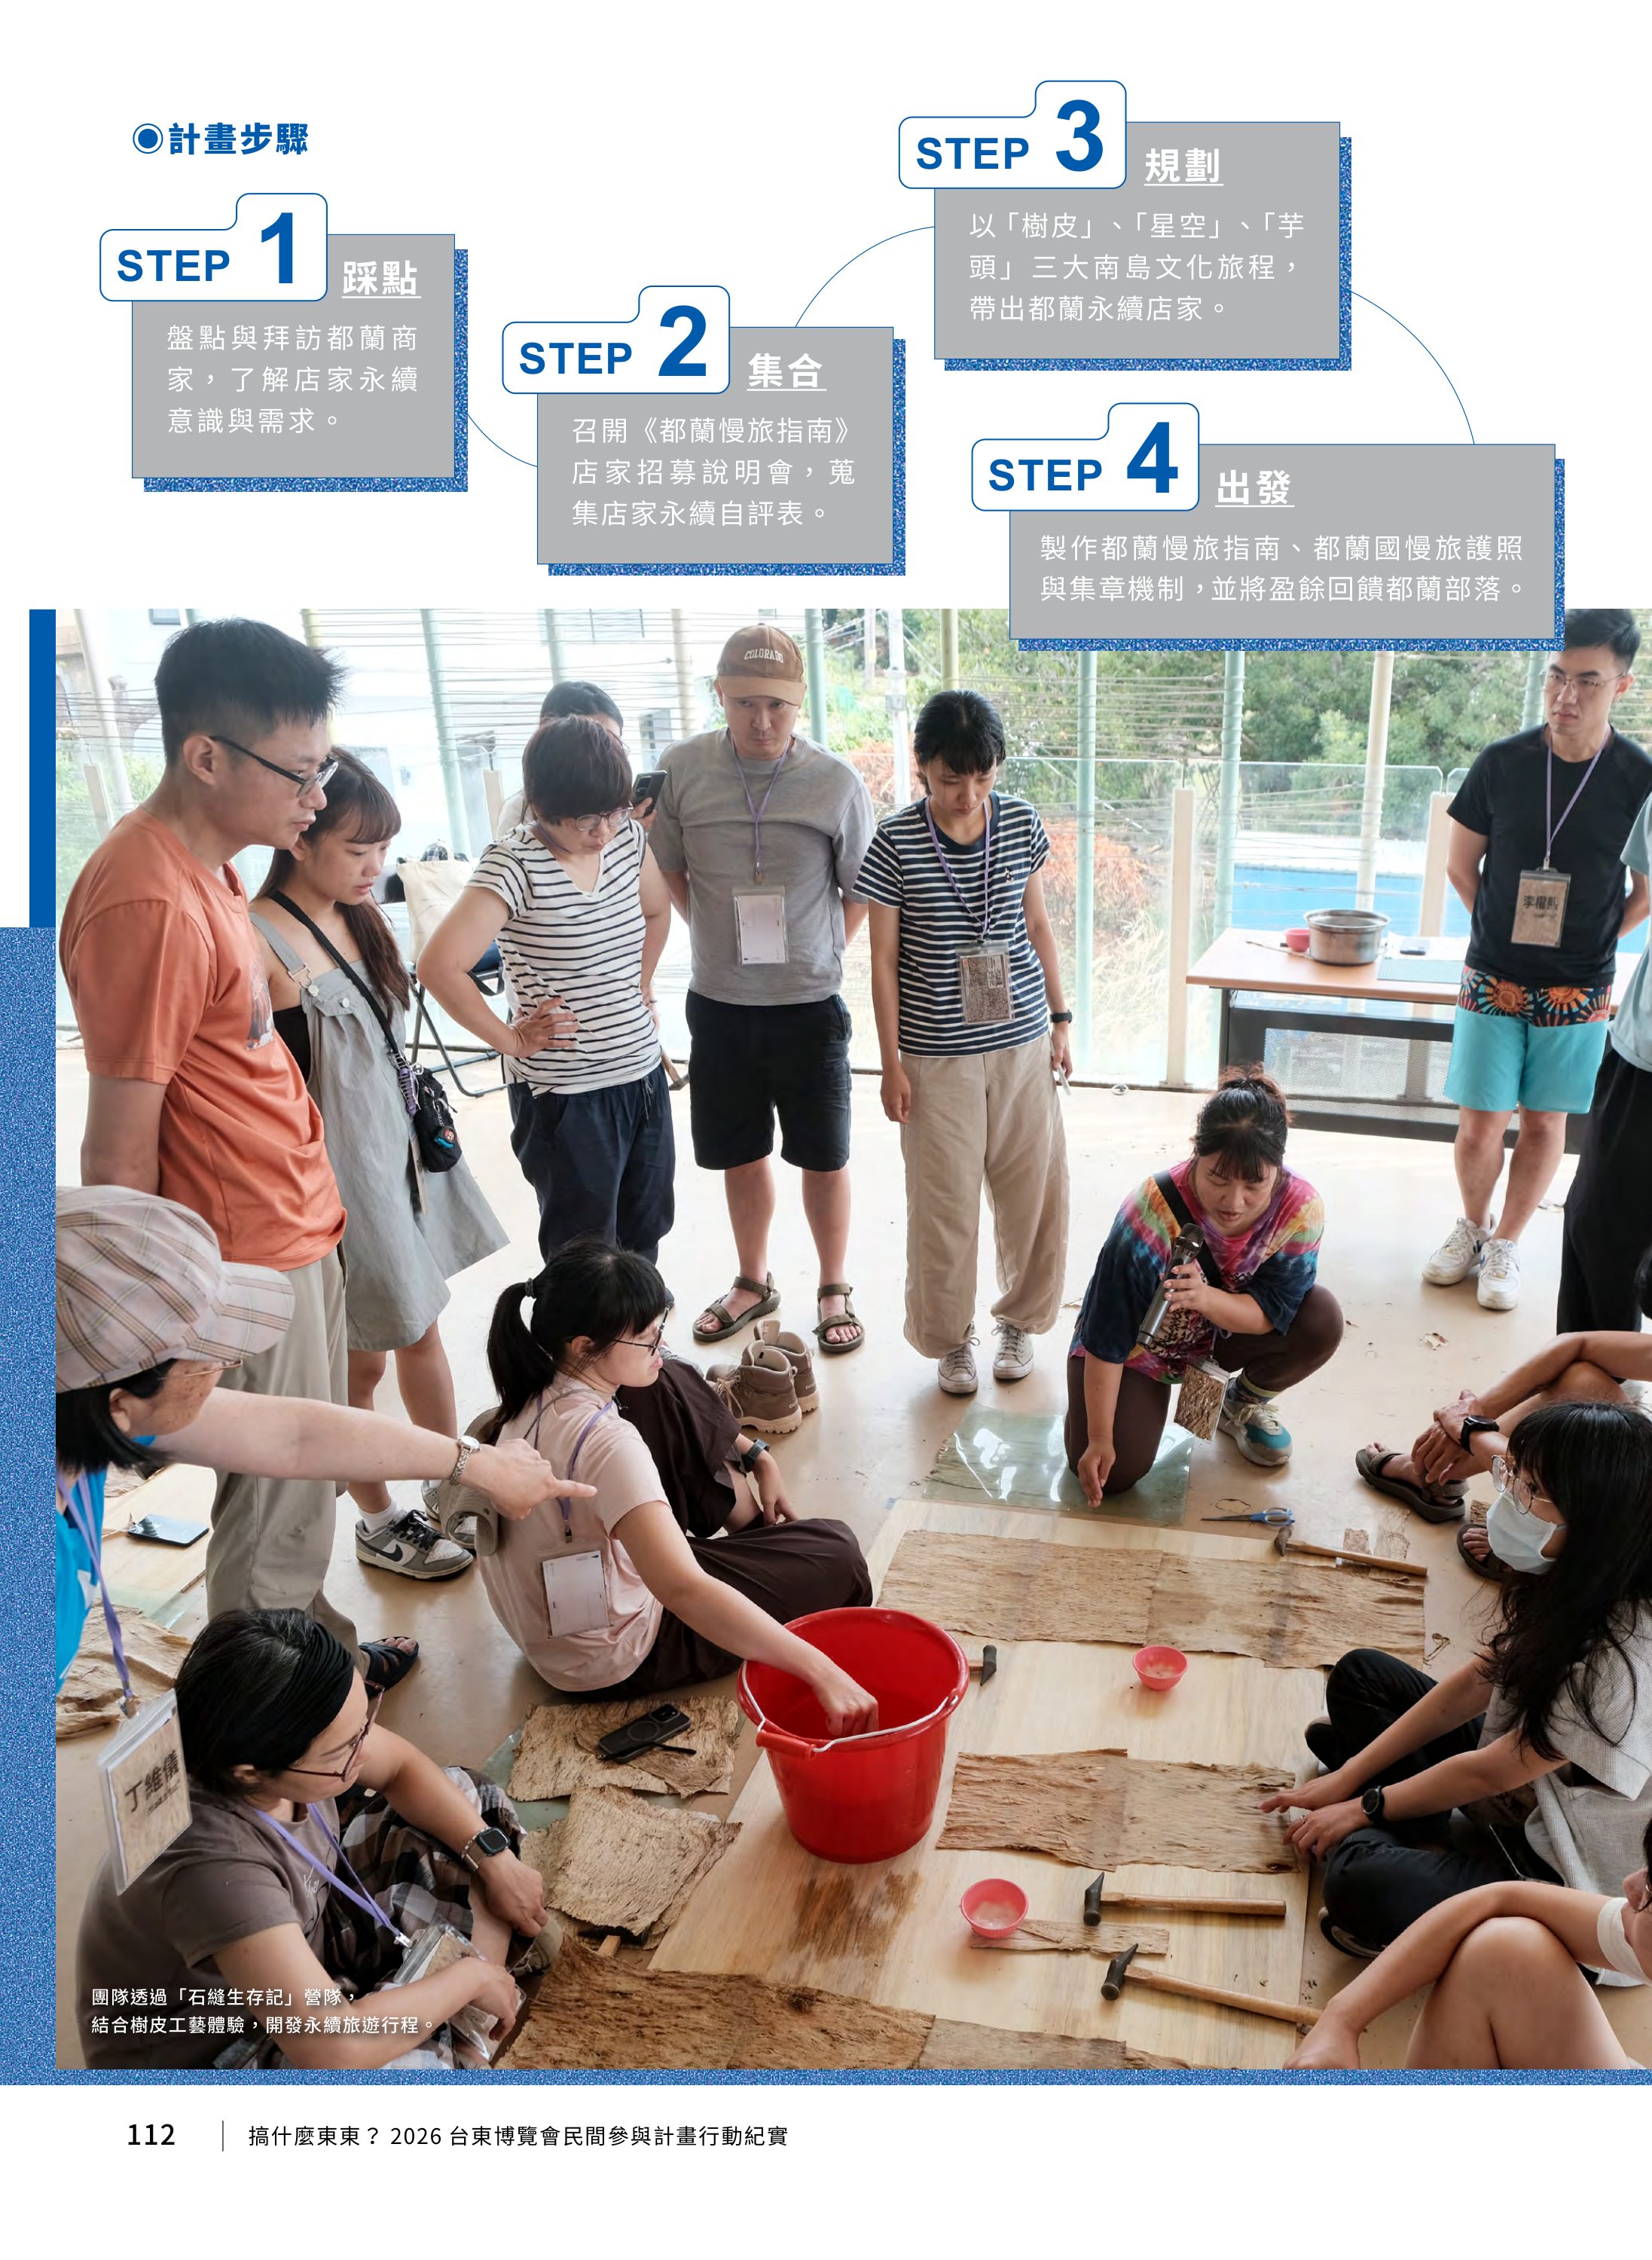 ◉計畫步驟
STEP 1 踩點
盤點與拜訪都蘭商
家，了解店家永續
意識與需求。
STEP 2 集合
召開《都蘭慢旅指南》
店家招募說明會，蒐
集店家永續自評表。
STEP 3 規劃
以「樹皮」、「星空」、「芋
頭」三大南島文化旅程，
帶出都蘭永續店家。
STEP 4 出發
製作都蘭慢旅指南、都蘭國慢旅護照
與集章機制，並將盈餘回饋都蘭部落。
COLORADO
丁維儀
團隊透過「石縫生存記」營隊，
結合樹皮工藝體驗，開發永續旅遊行程。
112 搞什麼東東？2026 台東博覽會民間參與計畫行動紀實